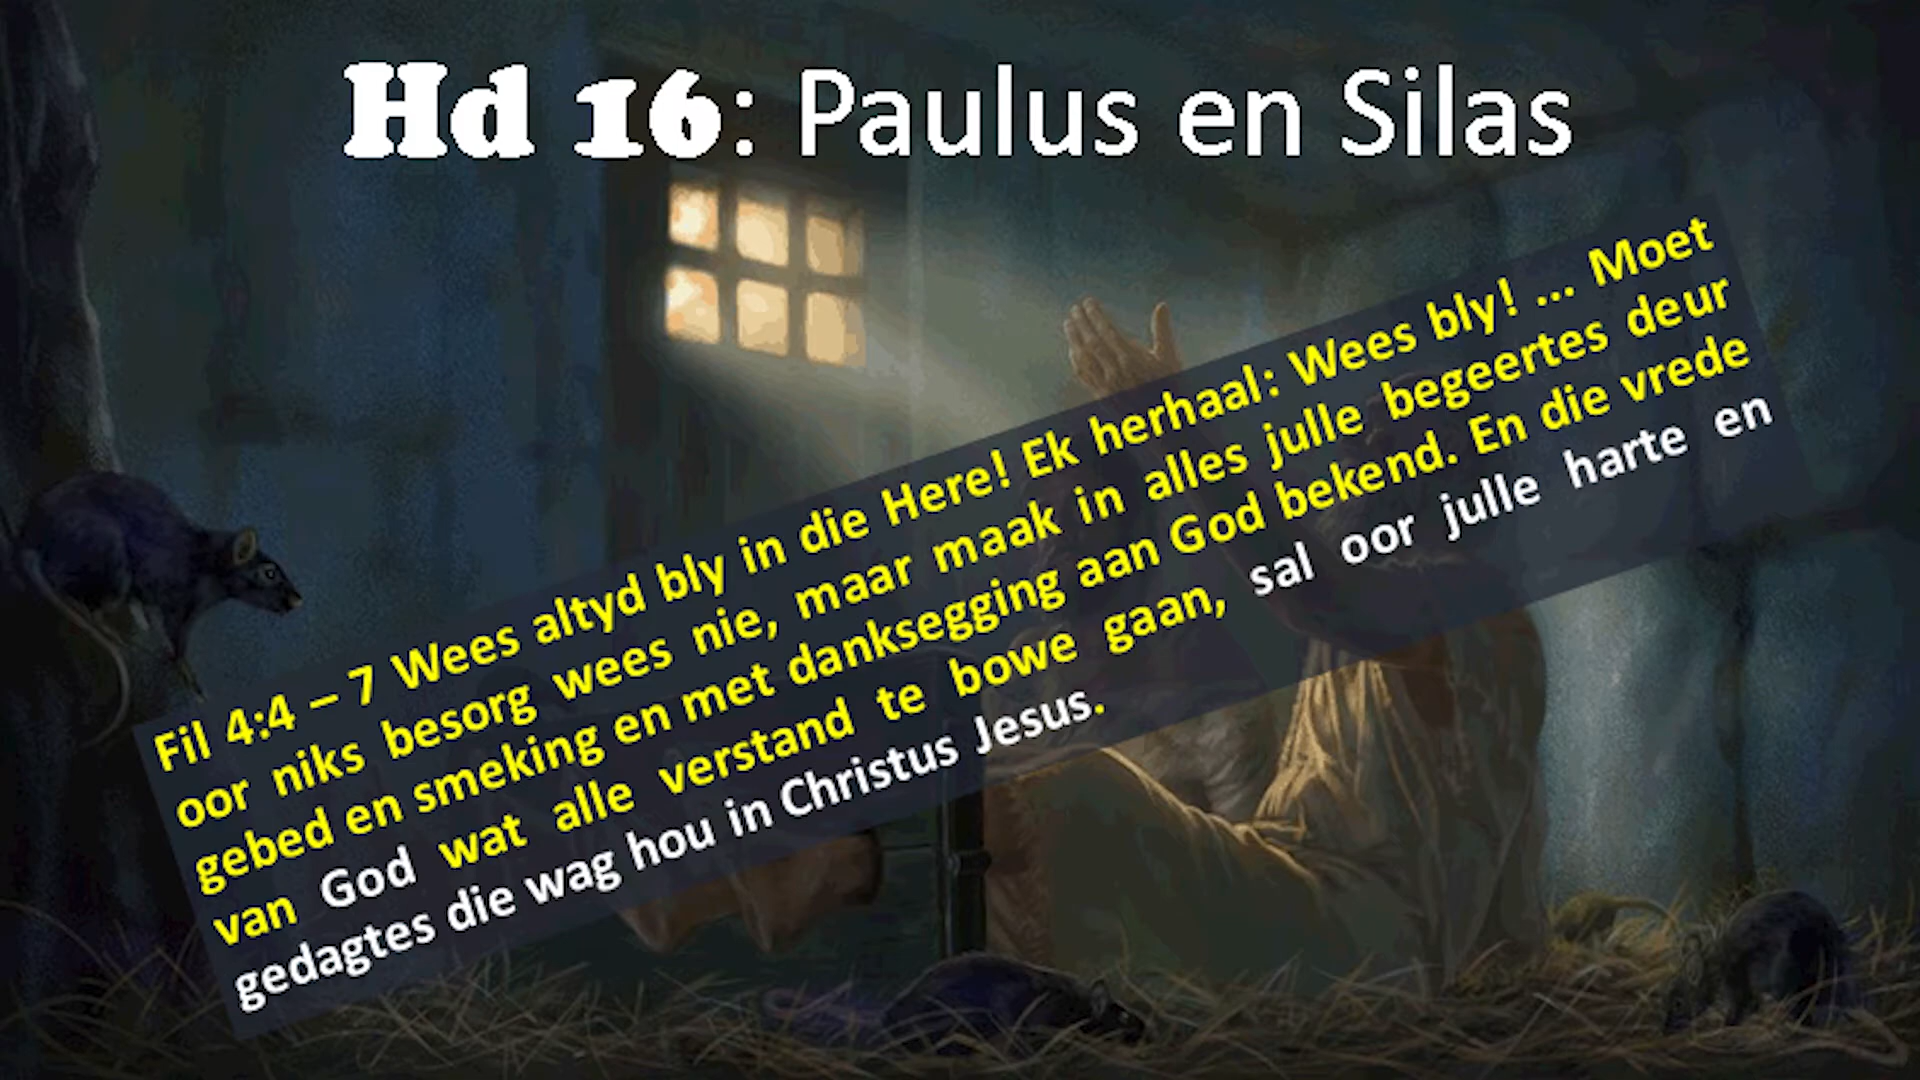 Hd 16: Paulus en Silas
Fil 4:4 – 7 Wees altyd bly in die Here! Ek herhaal: Wees bly! ... Moet
oor niks besorg wees nie, maar maak in alles julle begeertes deur
gebed en smeking en met danksegging aan God bekend. En die vrede
van God wat alle verstand te bowe gaan, sal oor julle harte en
gedagtes die wag hou in Christus Jesus.